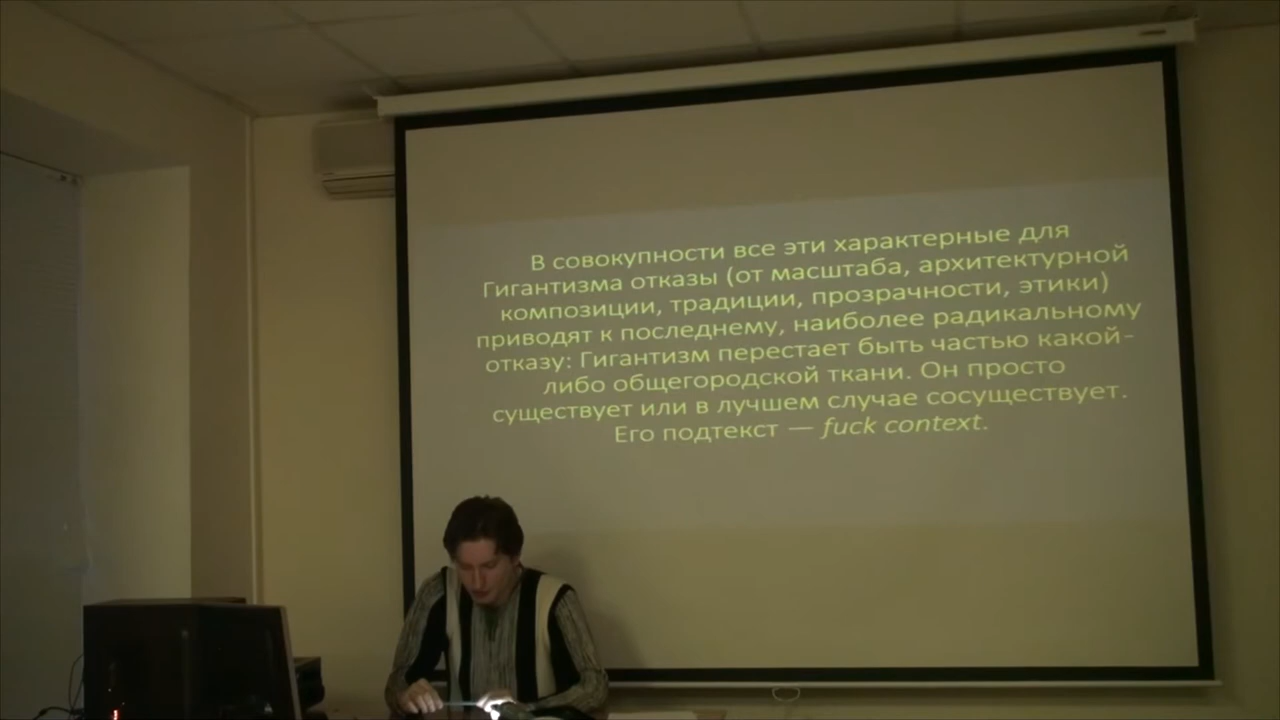 В совокупности все эти характерные для
Гигантизма отказы (от масштаба, архитектурной
композиции, традиции, прозрачности, этики)
приводят к последнему, наиболее радикальному
отказу: Гигантизм перестает быть частью какой-
либо общегородской ткани. Он просто
существует или в лучшем случае сосуществует.
Его подтекст — fuck context.